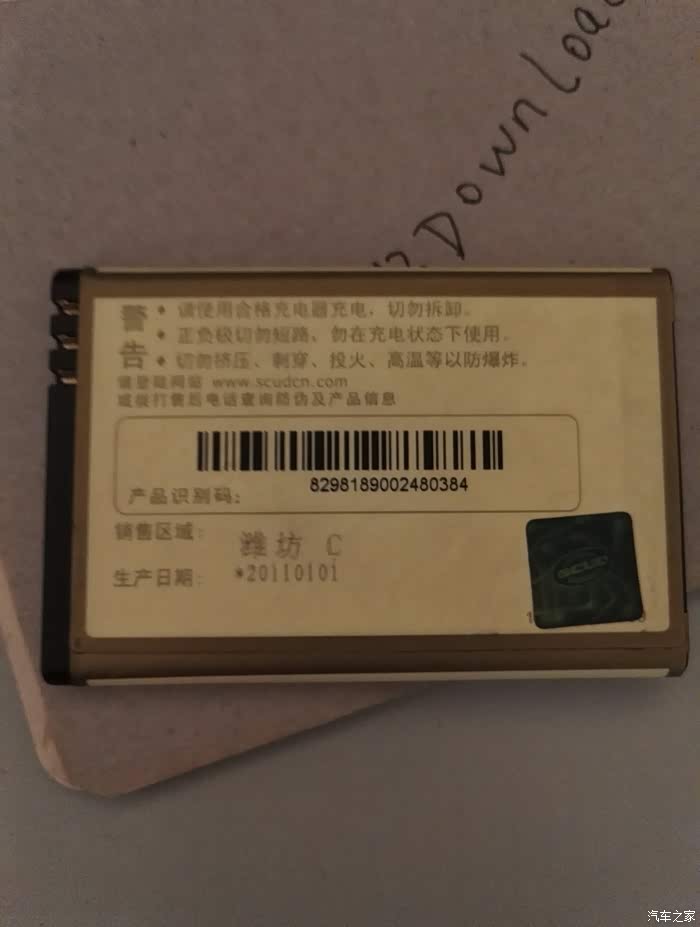 Downloa
警告
• 请使用合格充电器充电，切勿拆卸。
• 正负极切勿短路、勿在充电状态下使用。
• 切勿挤压、刺穿、投火、高温等以防爆炸。
请登陆网站 www.scudcn.com
或拨打售后电话查询防伪及产品信息
8298189002480384
产品识别码：
销售区域： 潍坊 C
生产日期： *20110101
SCUD
汽车之家